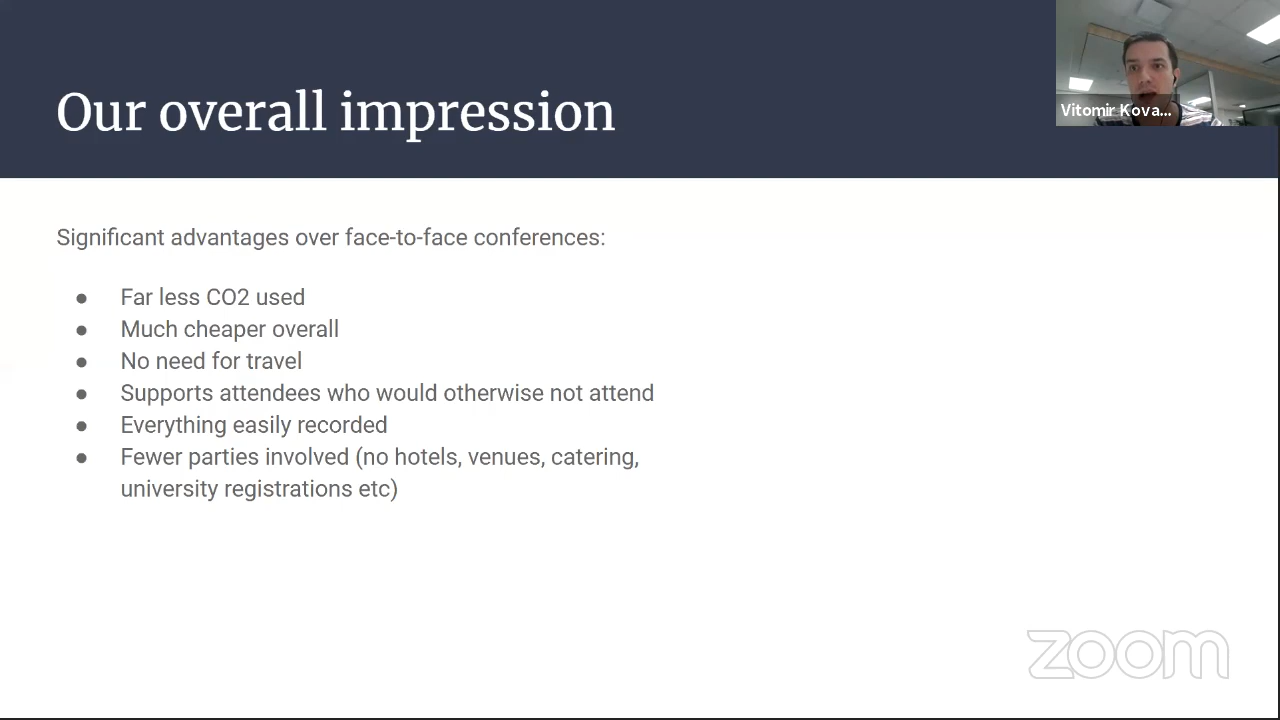 Our overall impression
Vitomir Kova...
Significant advantages over face-to-face conferences:
● Far less CO2 used
● Much cheaper overall
● No need for travel
● Supports attendees who would otherwise not attend
● Everything easily recorded
● Fewer parties involved (no hotels, venues, catering,
university registrations etc)
zoom